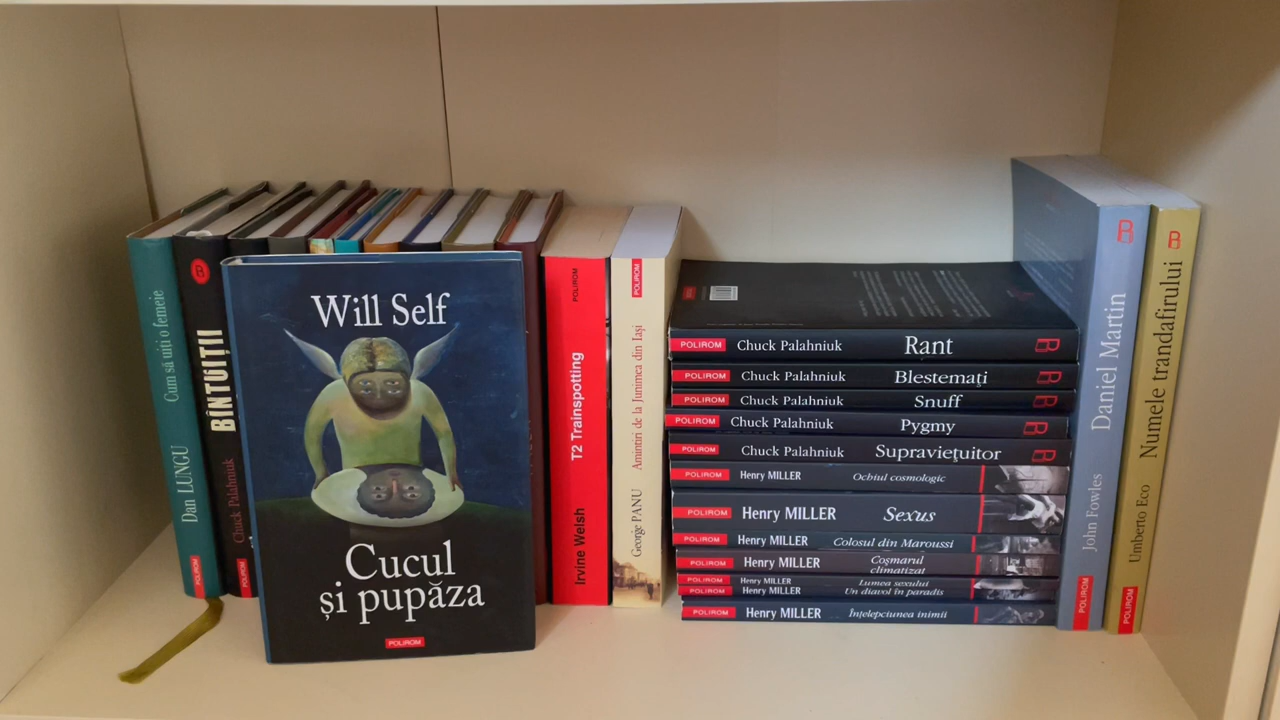 Dan LUNGU Cum să uiți o femeie
POLIROM
Chuck Palahniuk BÎNTUIȚII
POLIROM
Will Self
Cucul
și pupăza
POLIROM
Irvine Welsh T2 Trainspotting POLIROM
George PANU Amintiri de la Junimea din Iași POLIROM
POLIROM Chuck Palahniuk Rant
POLIROM Chuck Palahniuk Blestemați
POLIROM Chuck Palahniuk Snuff
POLIROM Chuck Palahniuk Pygmy
POLIROM Chuck Palahniuk Supraviețuitor
POLIROM Henry MILLER Ochiul cosmologic
POLIROM Henry MILLER Sexus
POLIROM Henry MILLER Colosul din Maroussi
POLIROM Henry MILLER Coșmarul
climatizat
POLIROM Henry MILLER Lumea sexului
POLIROM Henry MILLER Un diavol în paradis
POLIROM Henry MILLER Înțelepciunea inimii
POLIROM John Fowles Daniel Martin
POLIROM Umberto Eco Numele trandafirului